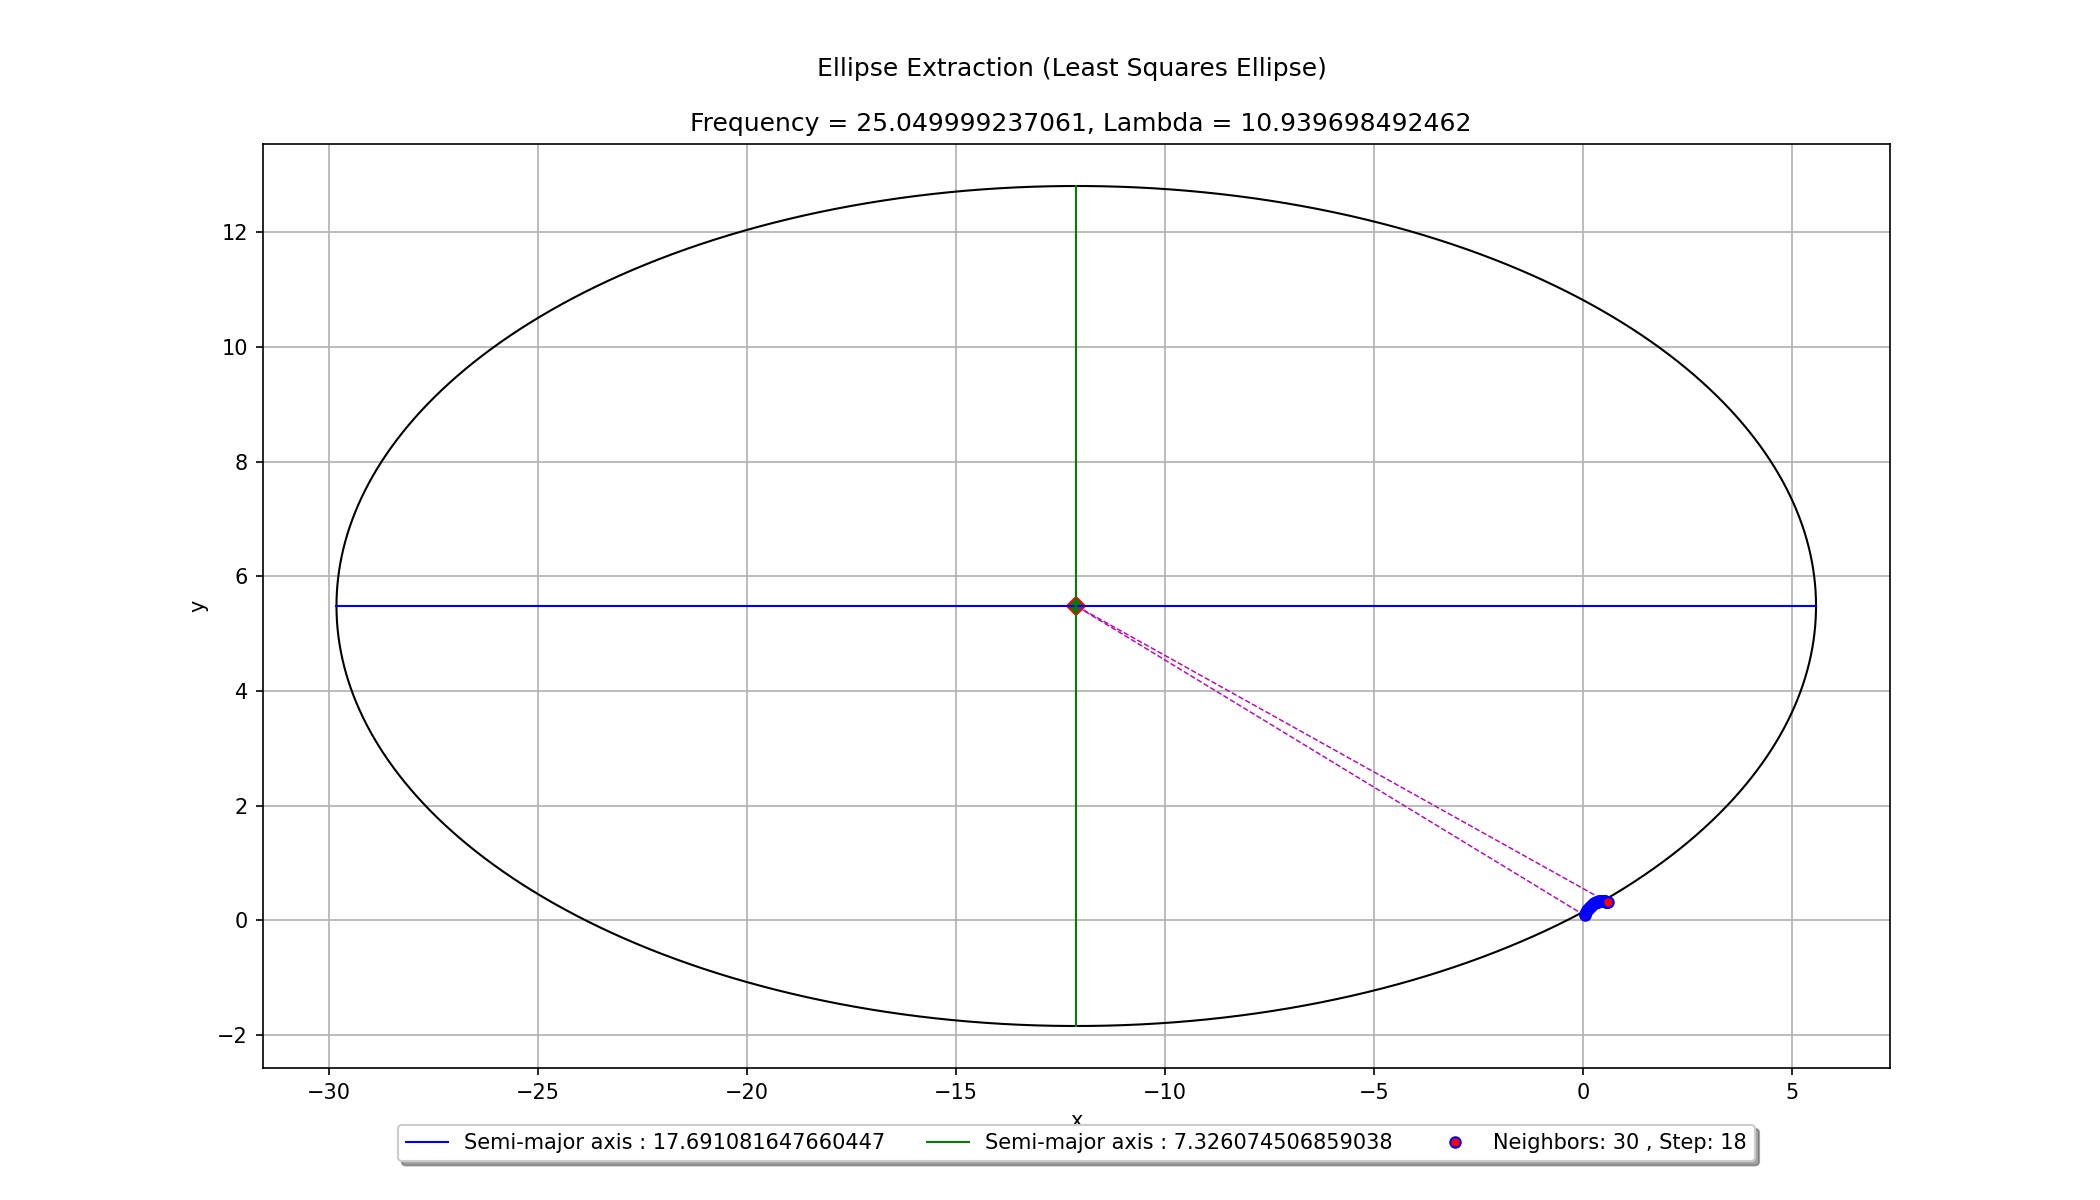 Ellipse Extraction (Least Squares Ellipse)
Frequency = 25.049999237061, Lambda = 10.939698492462
12
10
8
6
4
2
0
−2
y
−30 −25 −20 −15 −10 −5 0 5
x
Semi-major axis : 17.691081647660447 Semi-major axis : 7.326074506859038 Neighbors: 30 , Step: 18